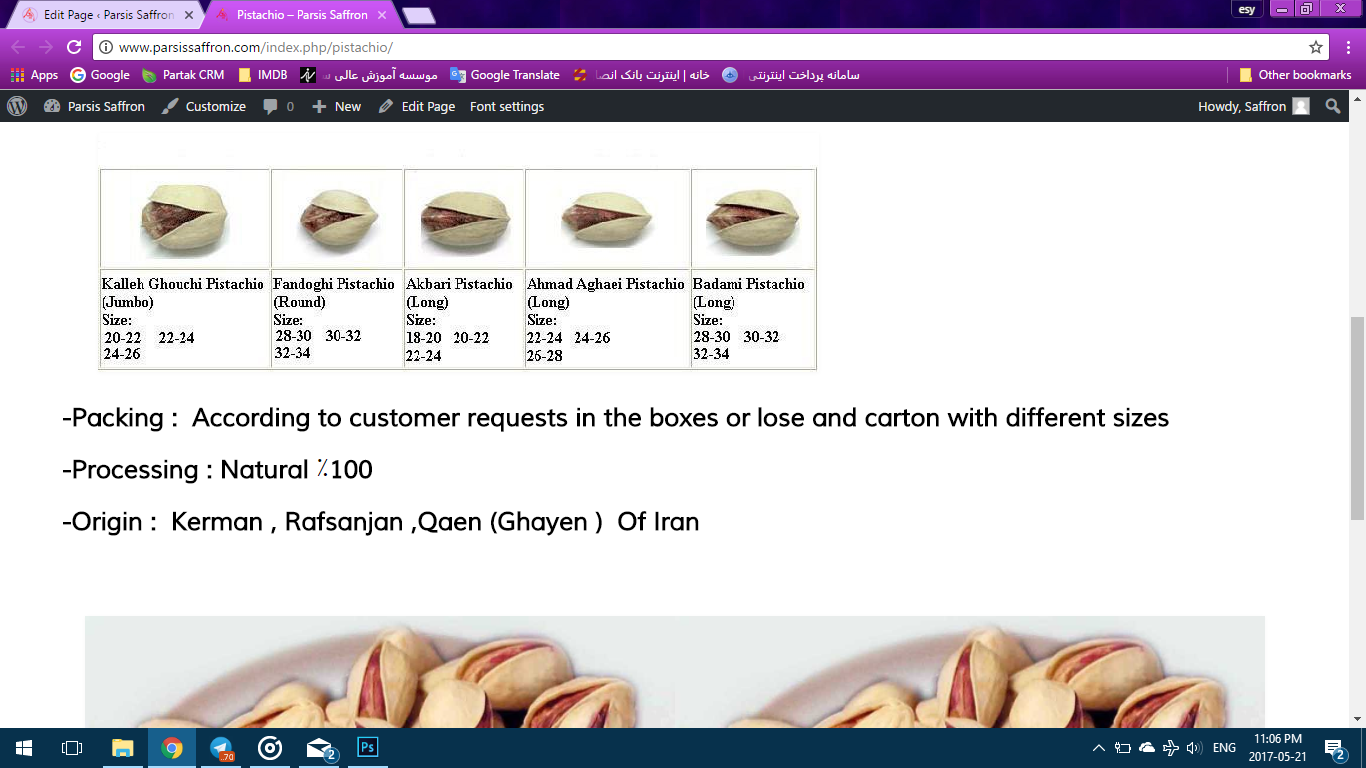 Edit Page ‹ Parsis Saffron
Pistachio – Parsis Saffron
esy
www.parsissaffron.com/index.php/pistachio/
Apps
Google
Partak CRM
IMDB
موسسه آموزش عالی
Google Translate
خانه | اینترنت بانک انصا
سامانه پرداخت اینترنتی
Other bookmarks
Parsis Saffron
Customize
0
New
Edit Page
Font settings
Howdy, Saffron
Kalleh Ghouchi Pistachio
(Jumbo)
Size:
20-22 22-24
24-26
Fandoghi Pistachio
(Round)
Size:
28-30 30-32
32-34
Akbari Pistachio
(Long)
Size:
18-20 20-22
22-24
Ahmad Aghaei Pistachio
(Long)
Size:
22-24 24-26
26-28
Badami Pistachio
(Long)
Size:
28-30 30-32
32-34
-Packing : According to customer requests in the boxes or lose and carton with different sizes
-Processing : Natural ٪100
-Origin : Kerman , Rafsanjan ,Qaen (Ghayen ) Of Iran
.70
2
Ps
ENG
11:06 PM
2017-05-21
2